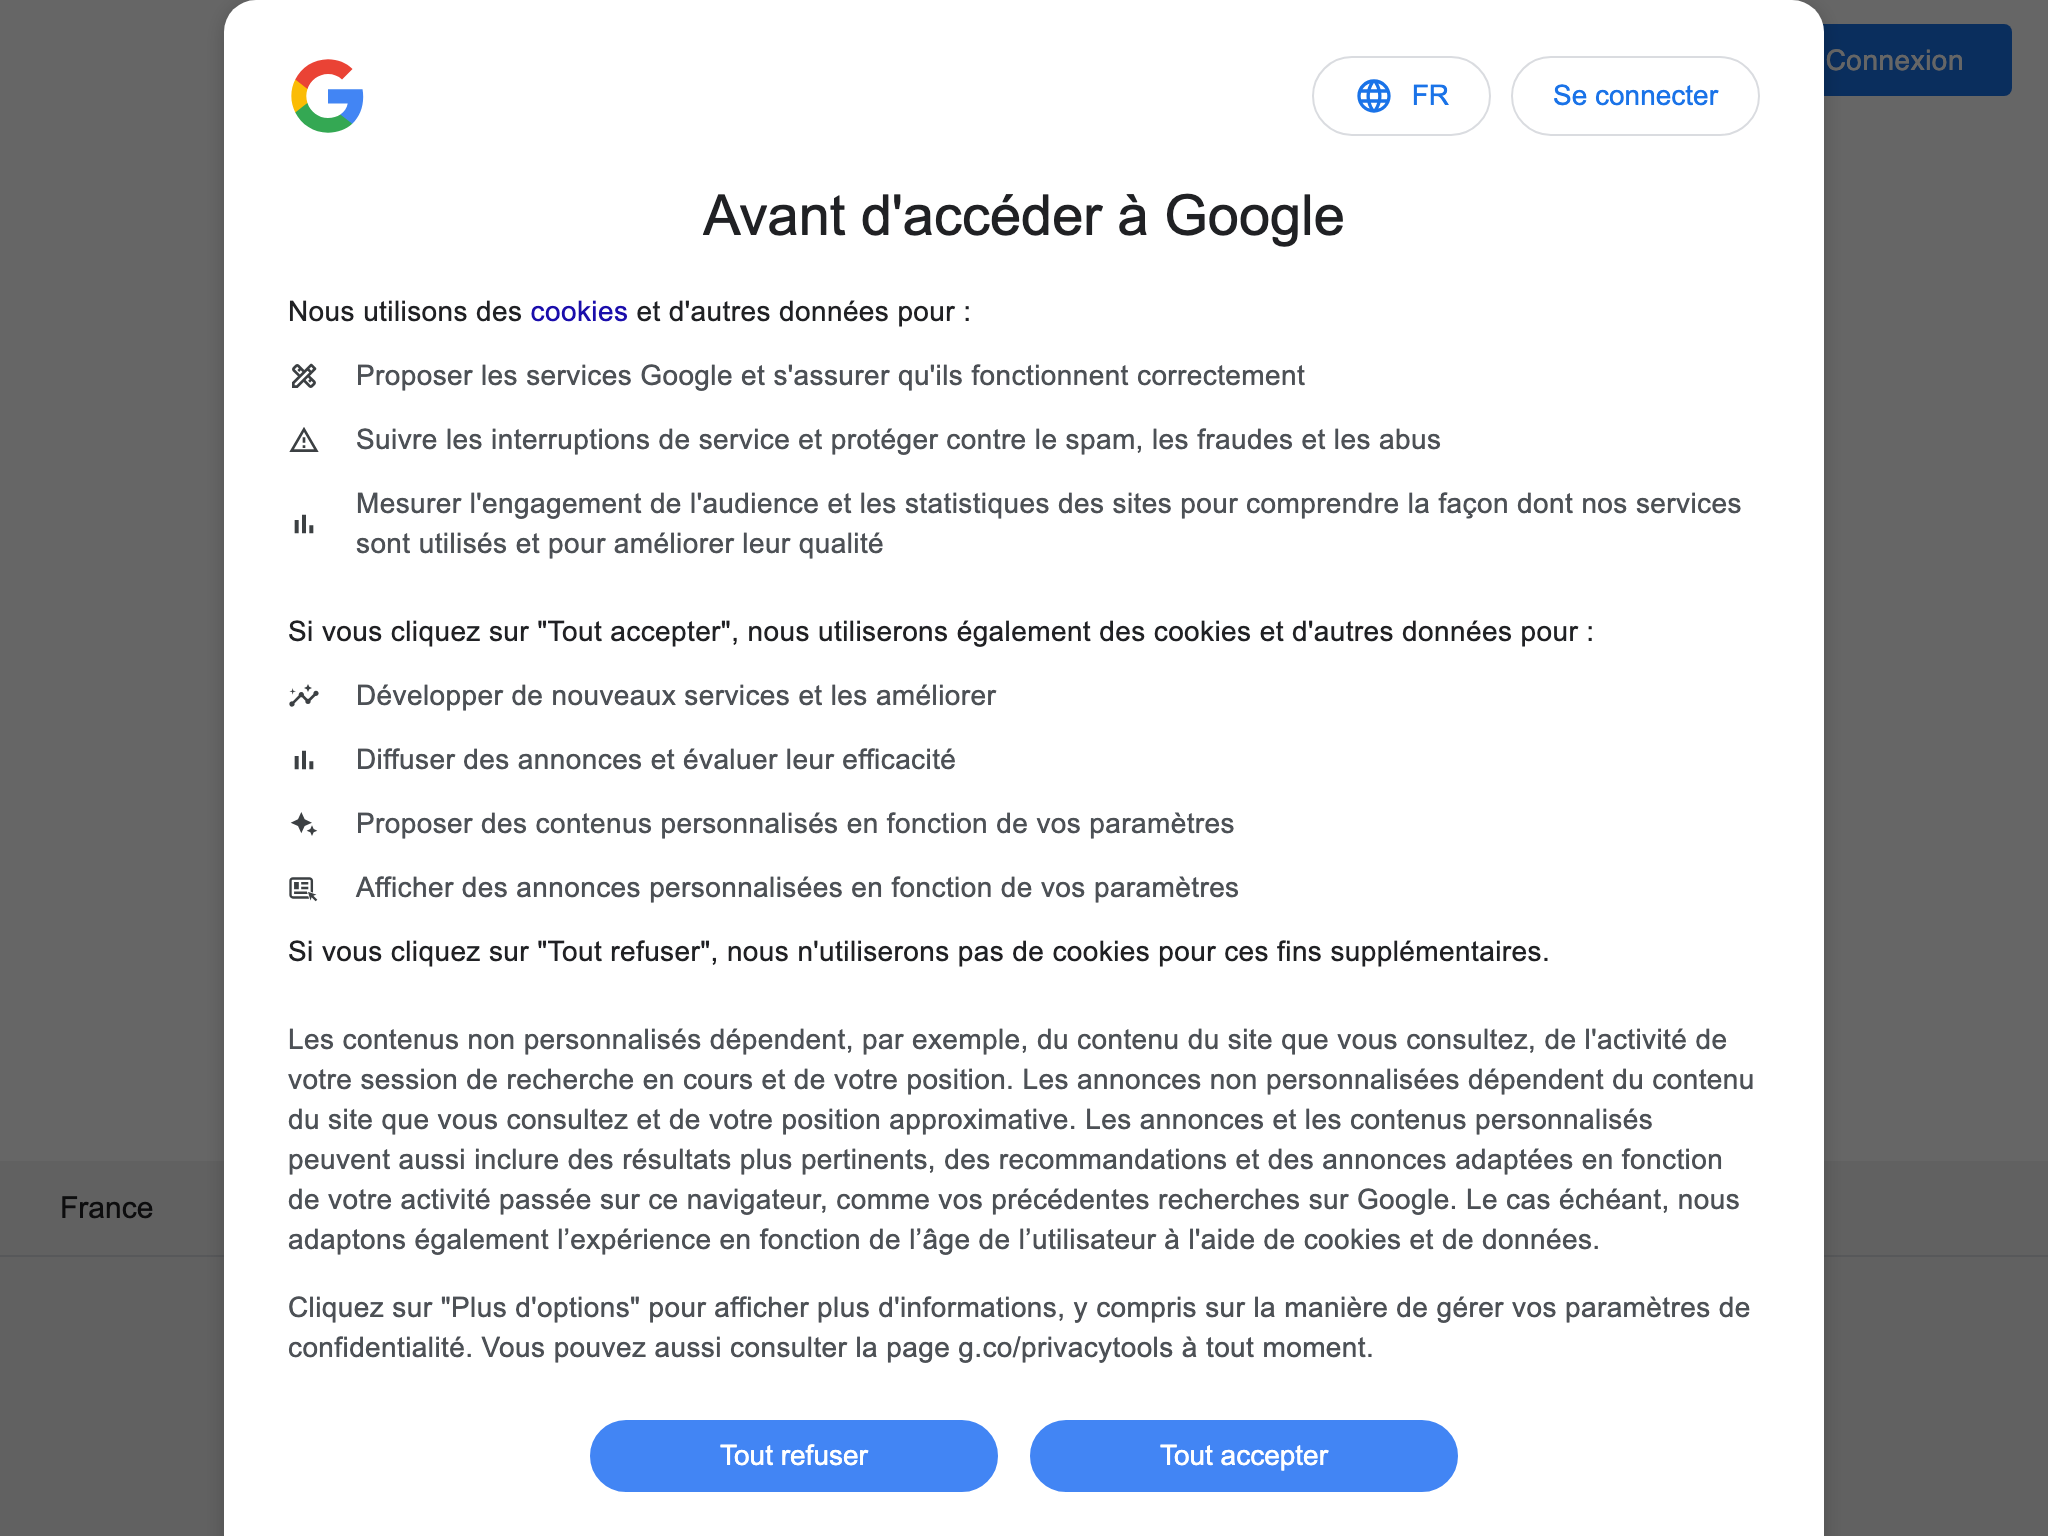 Connexion
FR
Se connecter
Avant d'accéder à Google
Nous utilisons des cookies et d'autres données pour :
Proposer les services Google et s'assurer qu'ils fonctionnent correctement
Suivre les interruptions de service et protéger contre le spam, les fraudes et les abus
Mesurer l'engagement de l'audience et les statistiques des sites pour comprendre la façon dont nos services
sont utilisés et pour améliorer leur qualité
Si vous cliquez sur "Tout accepter", nous utiliserons également des cookies et d'autres données pour :
Développer de nouveaux services et les améliorer
Diffuser des annonces et évaluer leur efficacité
Proposer des contenus personnalisés en fonction de vos paramètres
Afficher des annonces personnalisées en fonction de vos paramètres
Si vous cliquez sur "Tout refuser", nous n'utiliserons pas de cookies pour ces fins supplémentaires.
Les contenus non personnalisés dépendent, par exemple, du contenu du site que vous consultez, de l'activité de
votre session de recherche en cours et de votre position. Les annonces non personnalisées dépendent du contenu
du site que vous consultez et de votre position approximative. Les annonces et les contenus personnalisés
peuvent aussi inclure des résultats plus pertinents, des recommandations et des annonces adaptées en fonction
de votre activité passée sur ce navigateur, comme vos précédentes recherches sur Google. Le cas échéant, nous
adaptons également l’expérience en fonction de l’âge de l’utilisateur à l'aide de cookies et de données.
France
Cliquez sur "Plus d'options" pour afficher plus d'informations, y compris sur la manière de gérer vos paramètres de
confidentialité. Vous pouvez aussi consulter la page g.co/privacytools à tout moment.
Tout refuser
Tout accepter